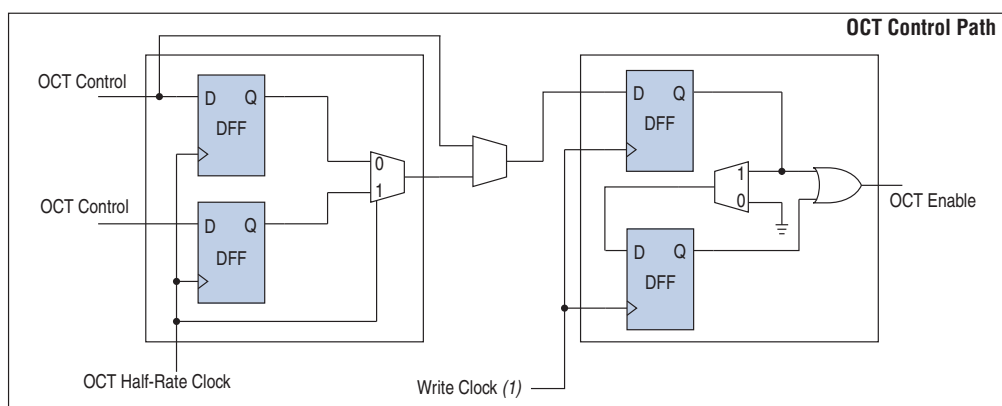 OCT Control Path
OCT Control
D Q
DFF
0
1
OCT Control
D Q
DFF
OCT Half-Rate Clock
D Q
DFF
1
0
OCT Enable
D Q
DFF
Write Clock (1)